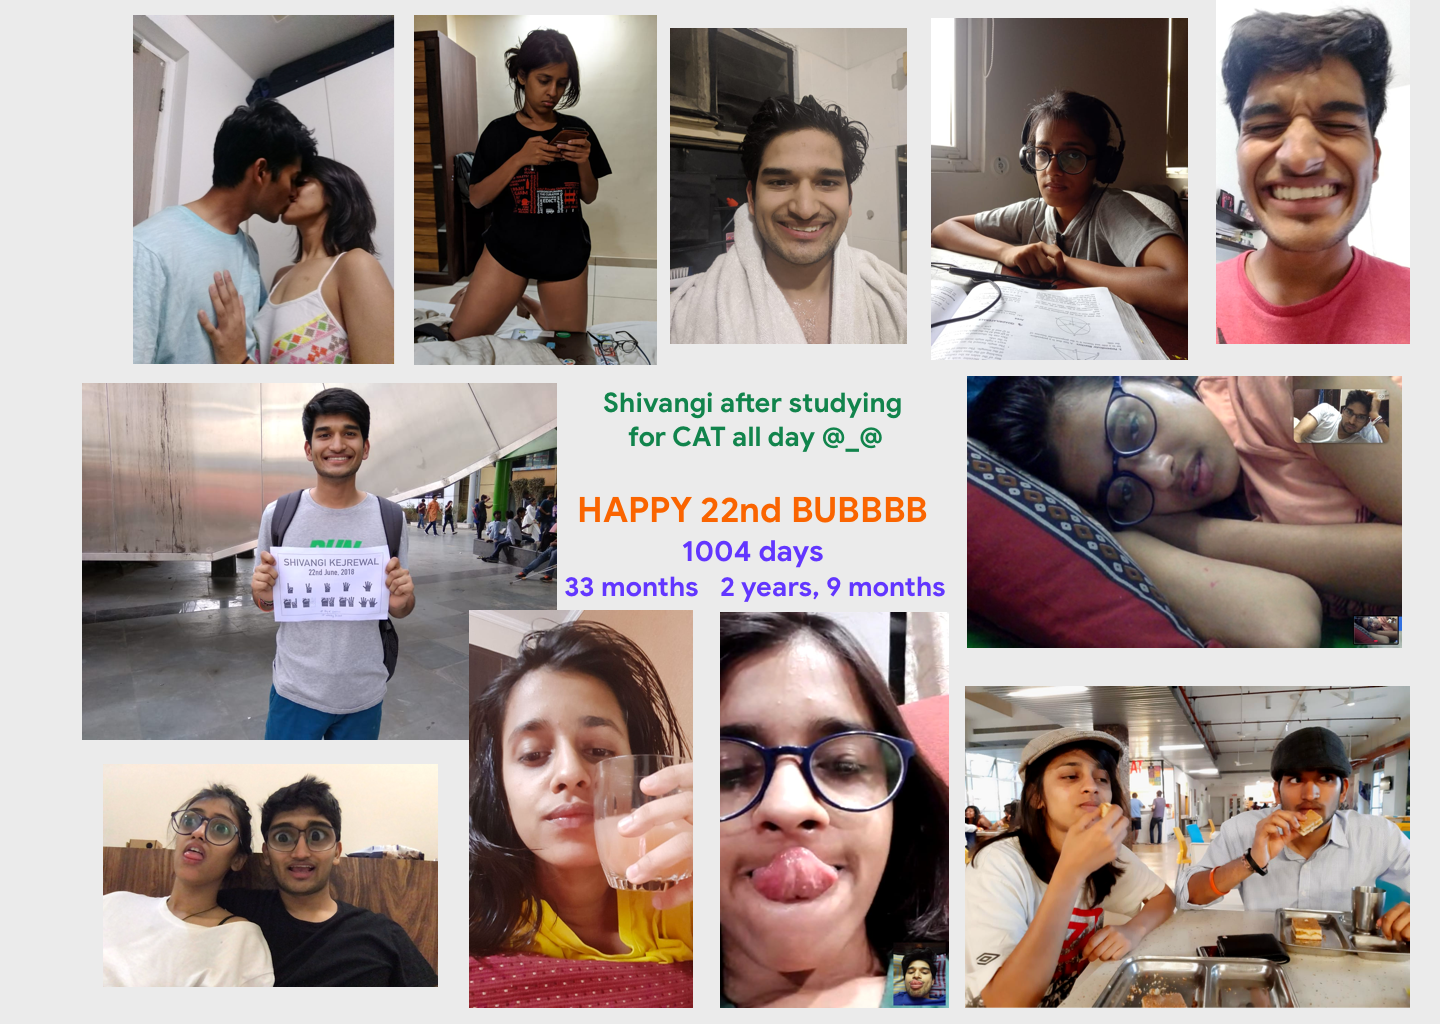 Shivangi after studying
for CAT all day @_@
HAPPY 22nd BUBBBB
1004 days
33 months 2 years, 9 months
RUN
SHIVANGI KEJREWAL
22nd June, 2018